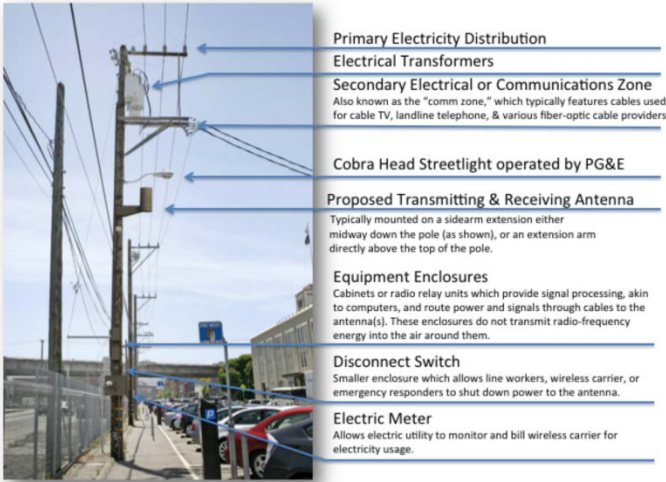 Primary Electricity Distribution
Electrical Transformers
Secondary Electrical or Communications Zone
Also known as the "comm zone," which typically features cables used
for cable TV, landline telephone, & various fiber-optic cable providers
Cobra Head Streetlight operated by PG&E
Proposed Transmitting & Receiving Antenna
Typically mounted on a sidearm extension either
midway down the pole (as shown), or an extension arm
directly above the top of the pole.
Equipment Enclosures
Cabinets or radio relay units which provide signal processing, akin
to computers, and route power and signals through cables to the
antenna(s). These enclosures do not transmit radio-frequency
energy into the air around them.
Disconnect Switch
Smaller enclosure which allows line workers, wireless carrier, or
emergency responders to shut down power to the antenna.
Electric Meter
Allows electric utility to monitor and bill wireless carrier for
electricity usage.